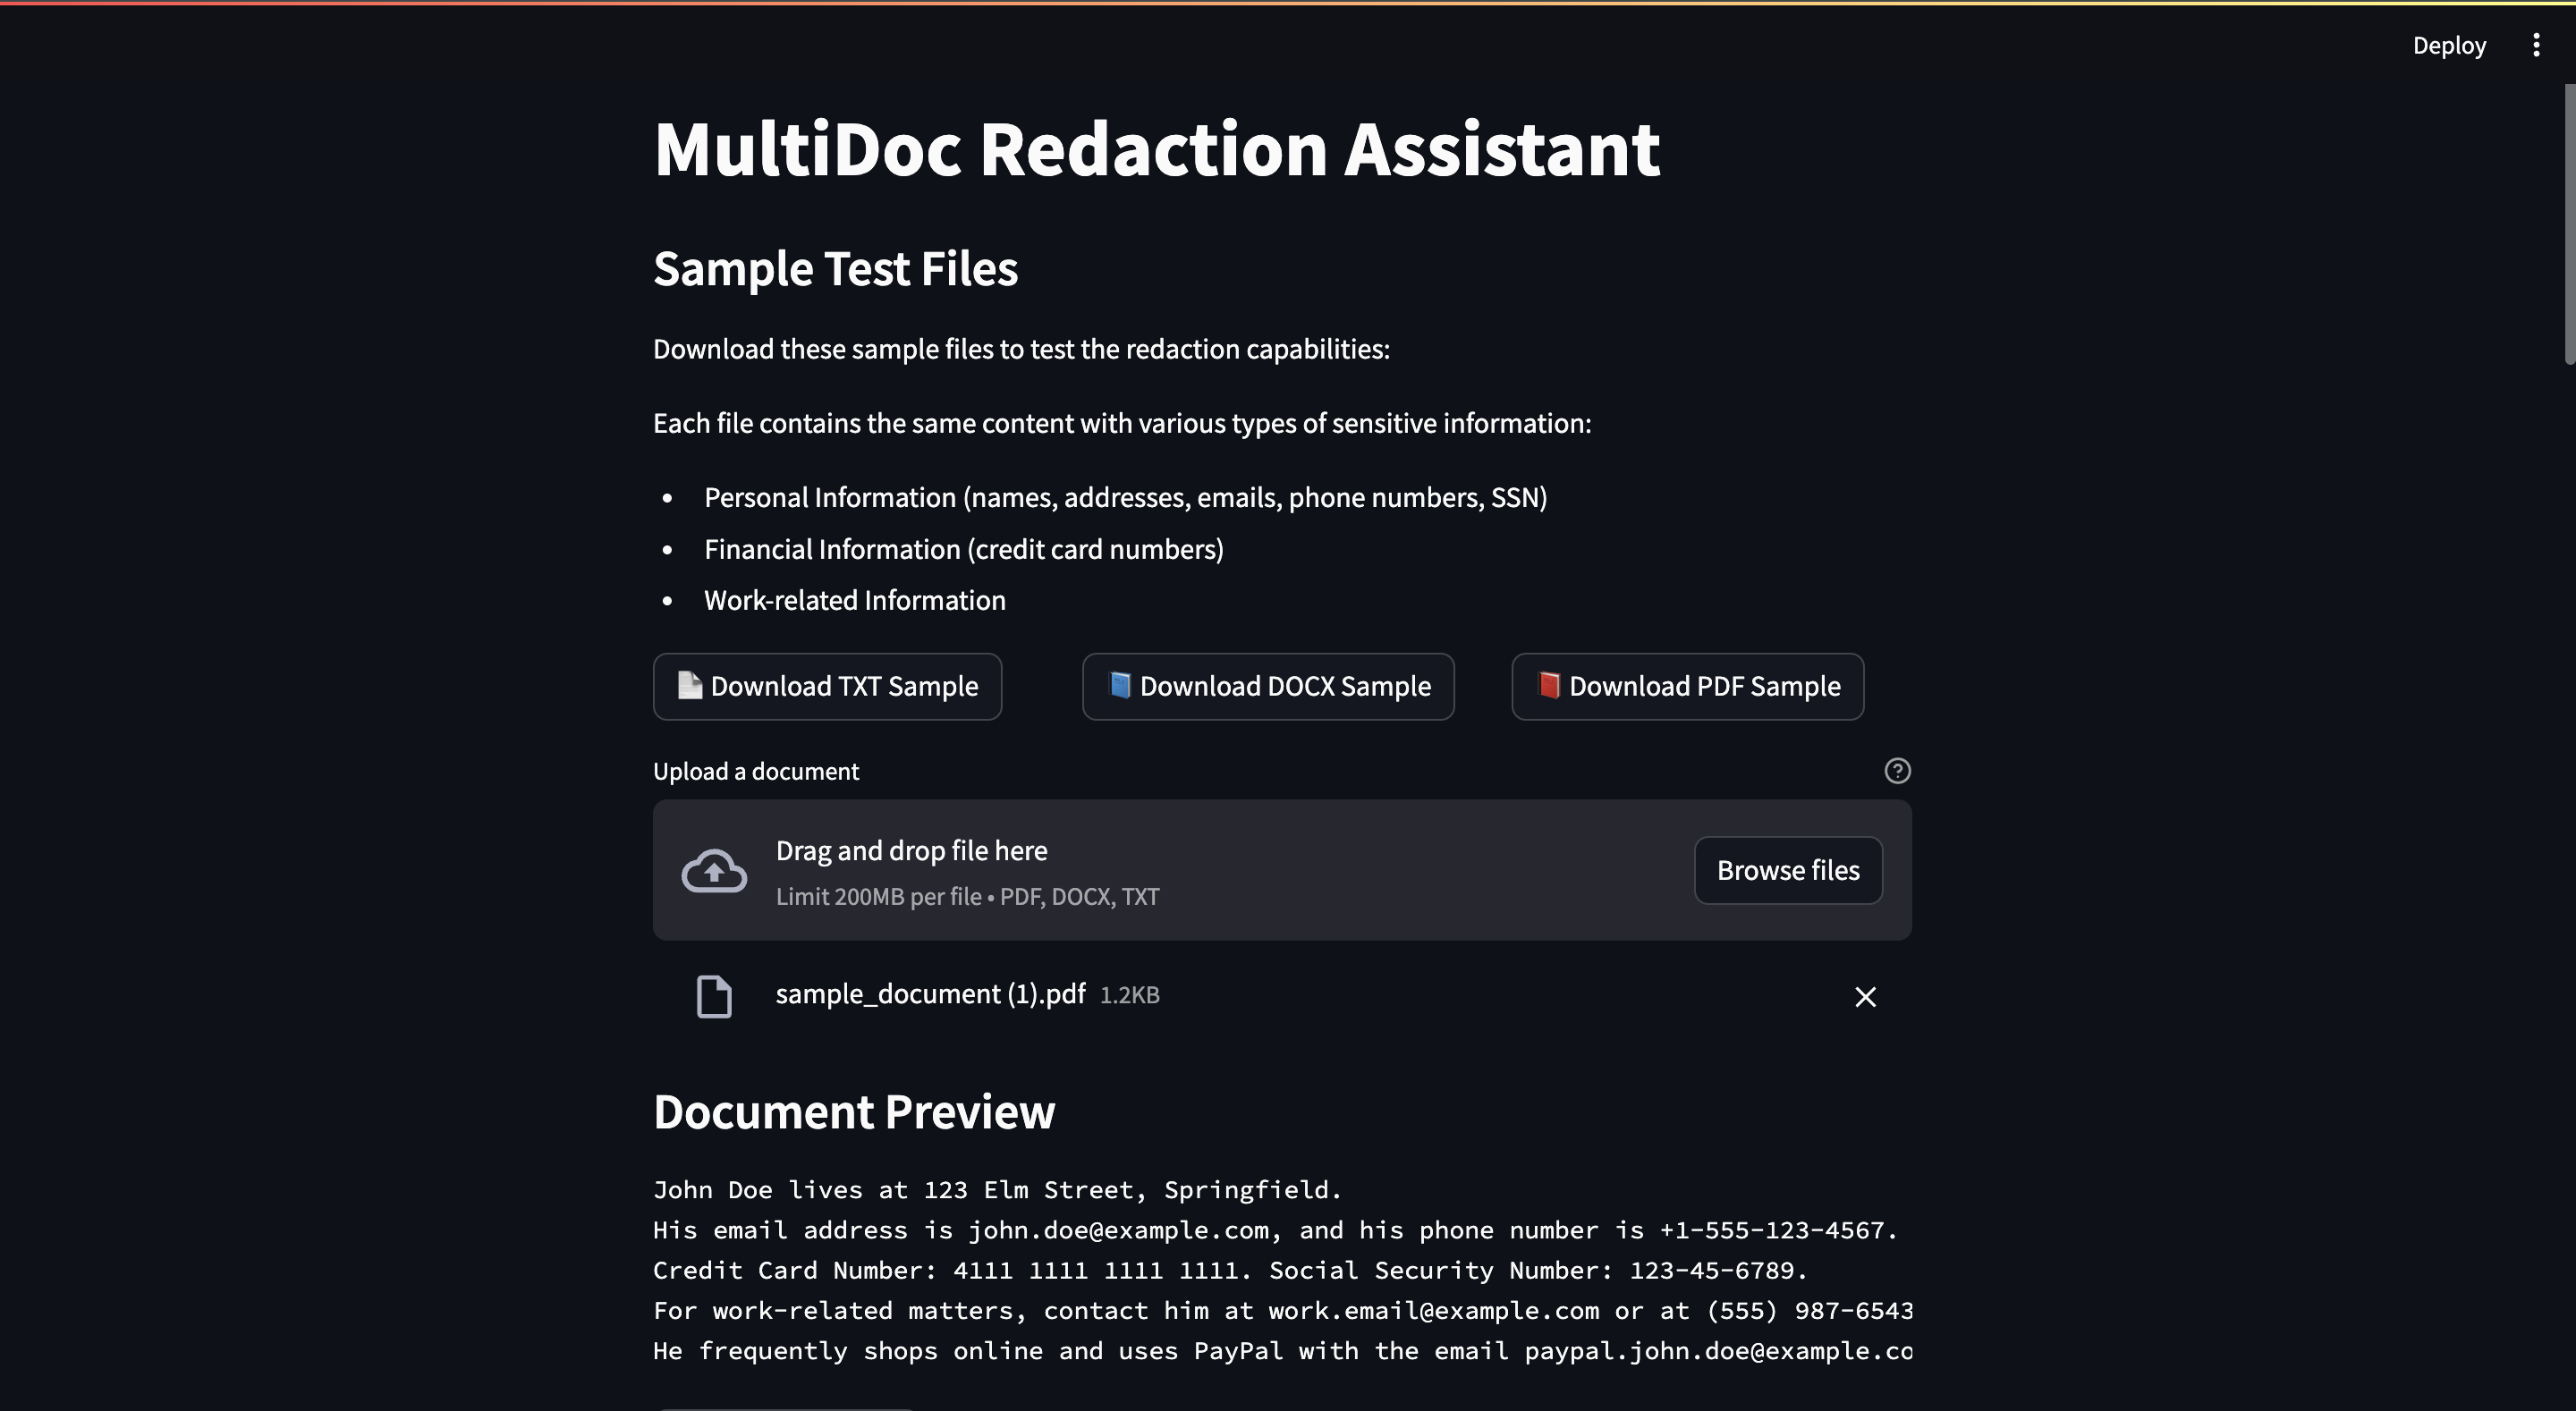 Deploy
MultiDoc Redaction Assistant
Sample Test Files
Download these sample files to test the redaction capabilities:
Each file contains the same content with various types of sensitive information:
• Personal Information (names, addresses, emails, phone numbers, SSN)
• Financial Information (credit card numbers)
• Work-related Information
Download TXT Sample
Download DOCX Sample
Download PDF Sample
Upload a document
Drag and drop file here
Limit 200MB per file • PDF, DOCX, TXT
Browse files
sample_document (1).pdf 1.2KB
Document Preview
John Doe lives at 123 Elm Street, Springfield.
His email address is john.doe@example.com, and his phone number is +1-555-123-4567.
Credit Card Number: 4111 1111 1111 1111. Social Security Number: 123-45-6789.
For work-related matters, contact him at work.email@example.com or at (555) 987-6543
He frequently shops online and uses PayPal with the email paypal.john.doe@example.co